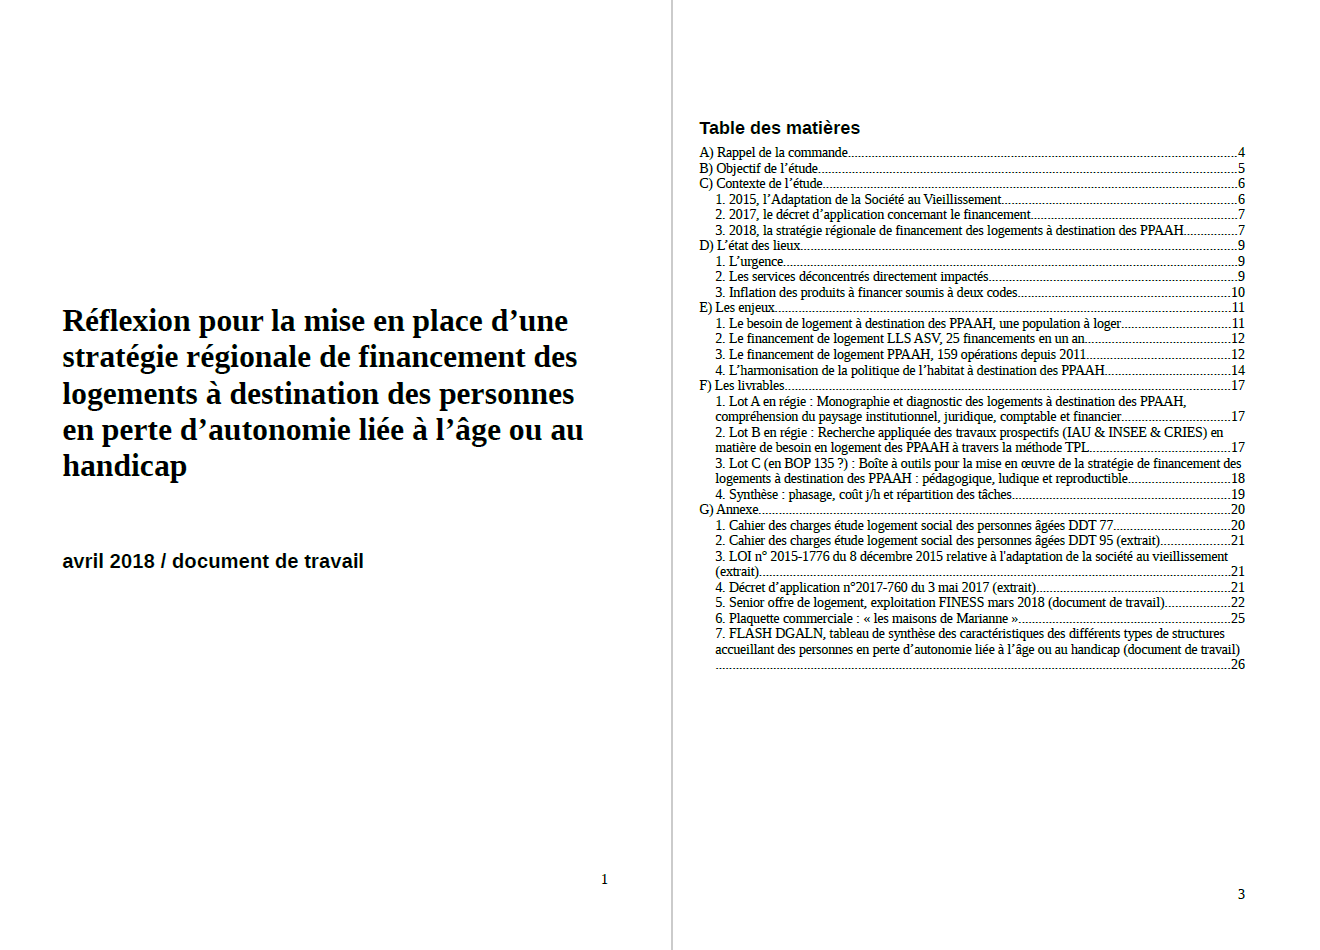 Réflexion pour la mise en place d’une
stratégie régionale de financement des
logements à destination des personnes
en perte d’autonomie liée à l’âge ou au
handicap
avril 2018 / document de travail
1
Table des matières
A) Rappel de la commande....................4
B) Objectif de l’étude....................5
C) Contexte de l’étude....................6
1. 2015, l’Adaptation de la Société au Vieillissement....................6
2. 2017, le décret d’application concernant le financement....................7
3. 2018, la stratégie régionale de financement des logements à destination des PPAAH....................7
D) L’état des lieux....................9
1. L’urgence....................9
2. Les services déconcentrés directement impactés....................9
3. Inflation des produits à financer soumis à deux codes....................10
E) Les enjeux....................11
1. Le besoin de logement à destination des PPAAH, une population à loger....................11
2. Le financement de logement LLS ASV, 25 financements en un an....................12
3. Le financement de logement PPAAH, 159 opérations depuis 2011....................12
4. L’harmonisation de la politique de l’habitat à destination des PPAAH....................14
F) Les livrables....................17
1. Lot A en régie : Monographie et diagnostic des logements à destination des PPAAH,
compréhension du paysage institutionnel, juridique, comptable et financier....................17
2. Lot B en régie : Recherche appliquée des travaux prospectifs (IAU & INSEE & CRIES) en
matière de besoin en logement des PPAAH à travers la méthode TPL....................17
3. Lot C (en BOP 135 ?) : Boîte à outils pour la mise en œuvre de la stratégie de financement des
logements à destination des PPAAH : pédagogique, ludique et reproductible....................18
4. Synthèse : phasage, coût j/h et répartition des tâches....................19
G) Annexe....................20
1. Cahier des charges étude logement social des personnes âgées DDT 77....................20
2. Cahier des charges étude logement social des personnes âgées DDT 95 (extrait)....................21
3. LOI n° 2015-1776 du 8 décembre 2015 relative à l'adaptation de la société au vieillissement
(extrait)....................21
4. Décret d’application n°2017-760 du 3 mai 2017 (extrait)....................21
5. Senior offre de logement, exploitation FINESS mars 2018 (document de travail)....................22
6. Plaquette commerciale : « les maisons de Marianne »....................25
7. FLASH DGALN, tableau de synthèse des caractéristiques des différents types de structures
accueillant des personnes en perte d’autonomie liée à l’âge ou au handicap (document de travail)
....................26
3